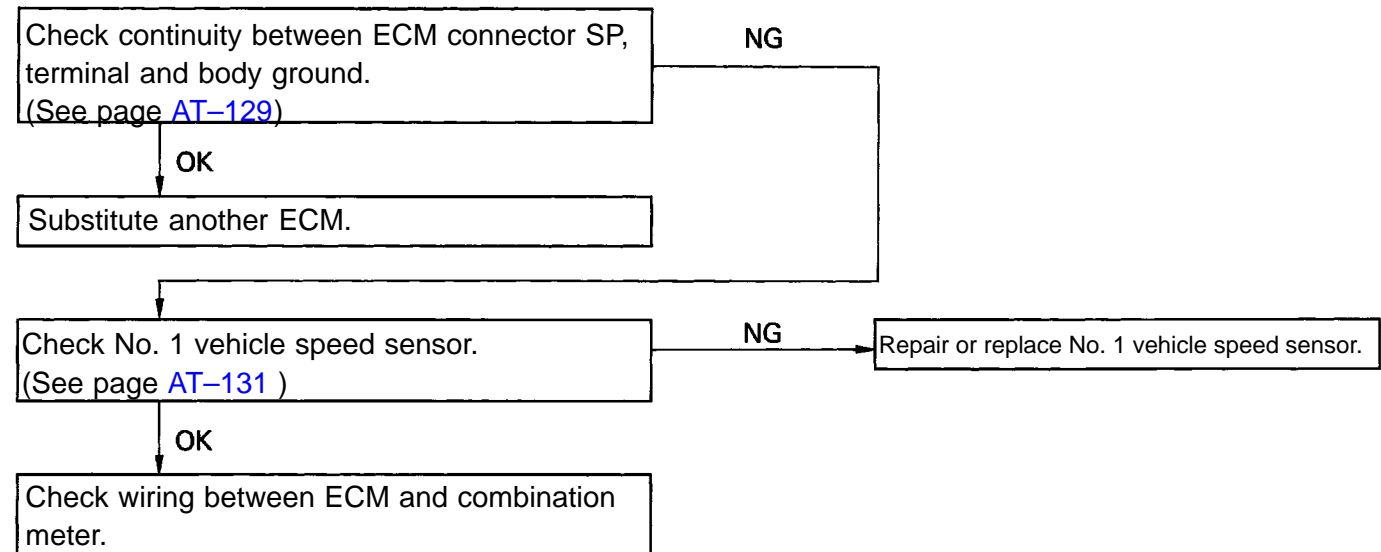 Check continuity between ECM connector SP,
terminal and body ground.
(See page AT–129)
NG
OK
Substitute another ECM.
Check No. 1 vehicle speed sensor.
(See page AT–131 )
NG
Repair or replace No. 1 vehicle speed sensor.
OK
Check wiring between ECM and combination
meter.